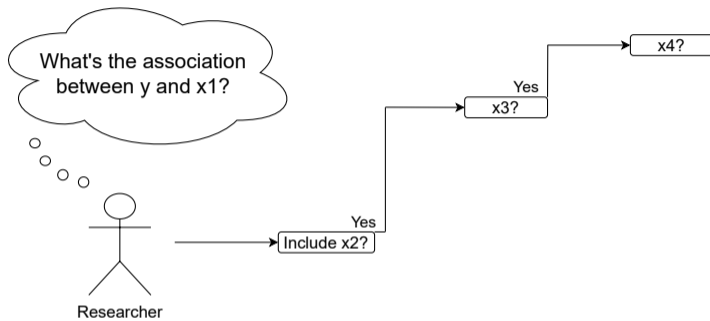 What's the association
between y and x1?
x4?
Yes
x3?
Yes
Include x2?
Researcher